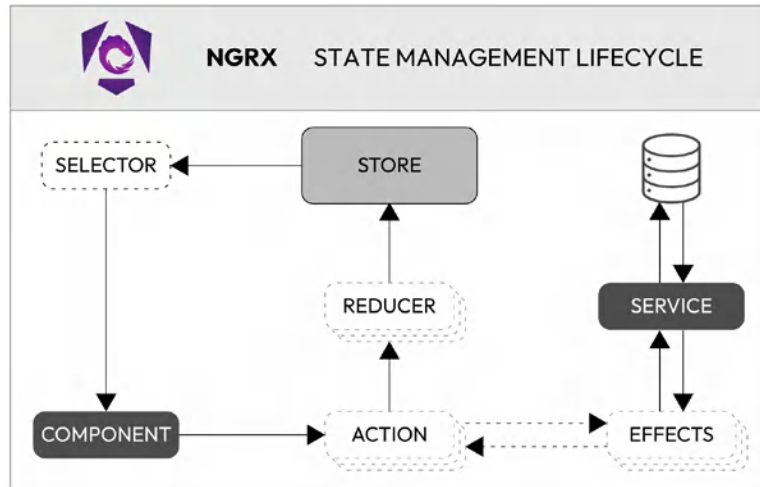 NGRX STATE MANAGEMENT LIFECYCLE
SELECTOR
STORE
REDUCER
SERVICE
COMPONENT
ACTION
EFFECTS